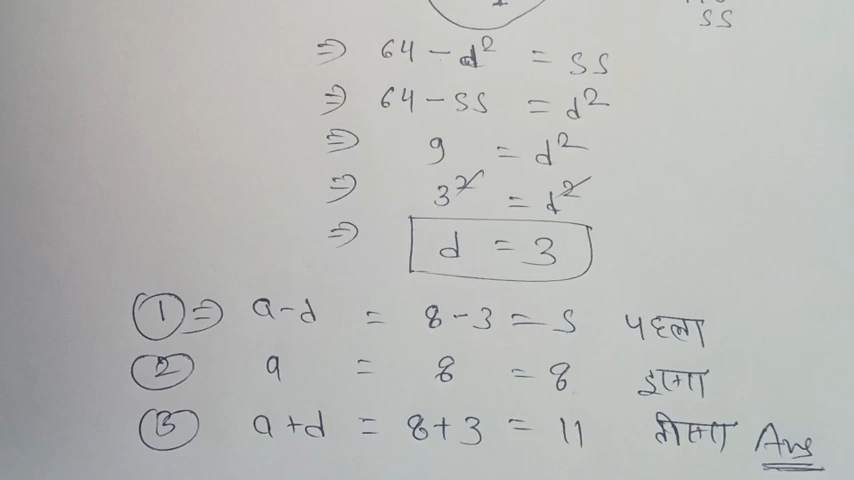 55
⇒ 64 - d² = 55
⇒ 64 - 55 = d²
⇒ 9 = d²
⇒ 3² = d²
⇒ d = 3
① ⇒ a-d = 8-3 = 5 पहला
② a = 8 = 8 दूसरा
③ a+d = 8+3 = 11 तीसरा Ans